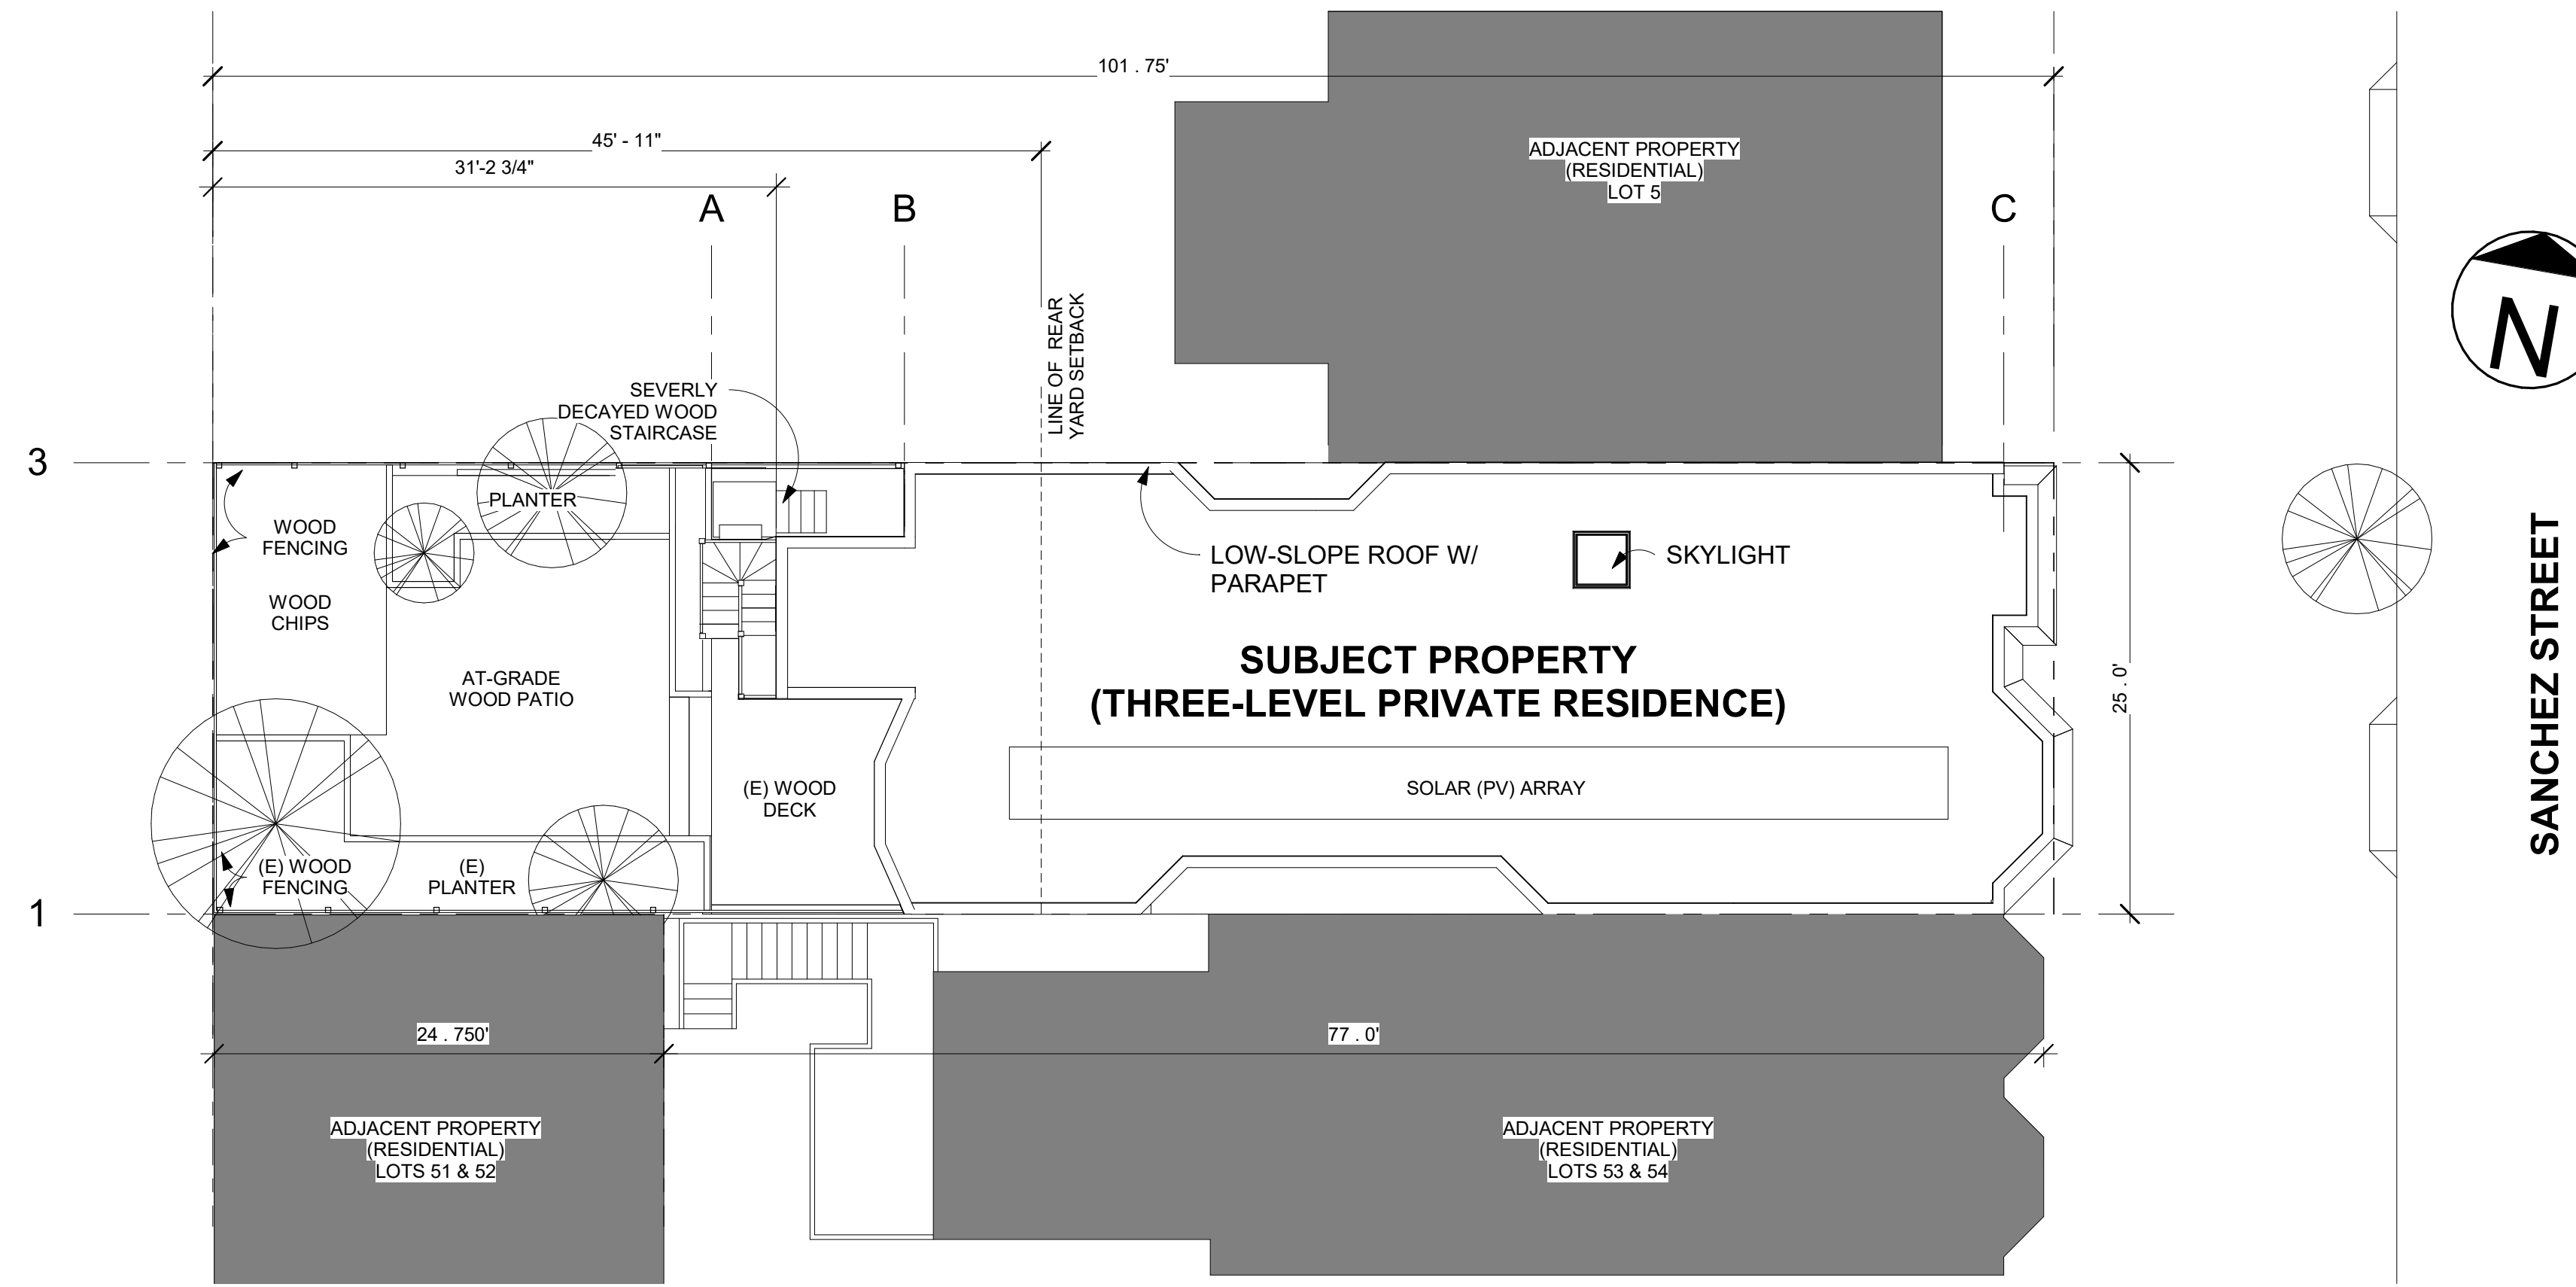 101 . 75'
45' - 11"
31'-2 3/4"
A
B
C
ADJACENT PROPERTY
(RESIDENTIAL)
LOT 5
LINE OF REAR
YARD SETBACK
SEVERLY
DECAYED WOOD
STAIRCASE
3
N
PLANTER
WOOD
FENCING
WOOD
CHIPS
LOW-SLOPE ROOF W/
PARAPET
SKYLIGHT
AT-GRADE
WOOD PATIO
SUBJECT PROPERTY
(THREE-LEVEL PRIVATE RESIDENCE)
25 . 0'
SANCHEZ STREET
(E) WOOD
DECK
SOLAR (PV) ARRAY
(E) WOOD
FENCING
(E)
PLANTER
1
24 . 750'
77 . 0'
ADJACENT PROPERTY
(RESIDENTIAL)
LOTS 51 & 52
ADJACENT PROPERTY
(RESIDENTIAL)
LOTS 53 & 54